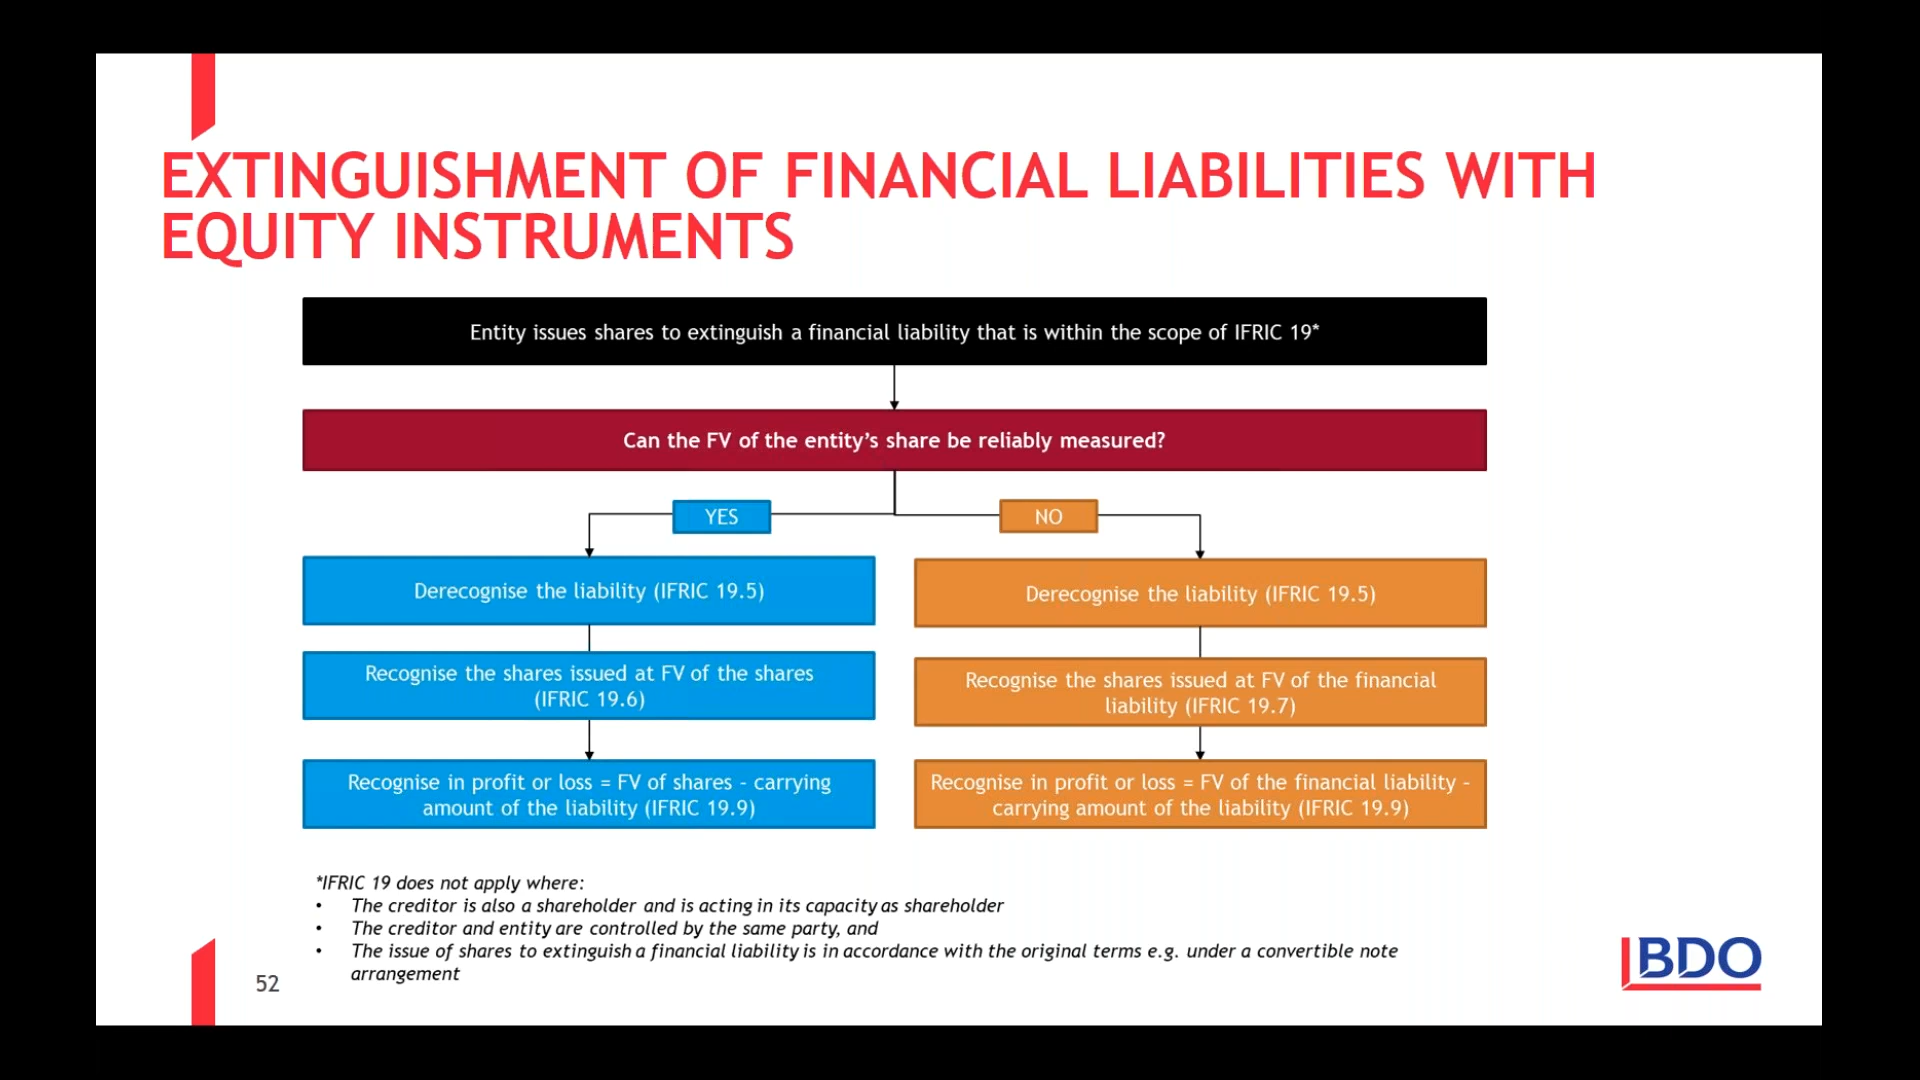 EXTINGUISHMENT OF FINANCIAL LIABILITIES WITH
EQUITY INSTRUMENTS
Entity issues shares to extinguish a financial liability that is within the scope of IFRIC 19*
Can the FV of the entity’s share be reliably measured?
YES
NO
Derecognise the liability (IFRIC 19.5)
Derecognise the liability (IFRIC 19.5)
Recognise the shares issued at FV of the shares
(IFRIC 19.6)
Recognise the shares issued at FV of the financial
liability (IFRIC 19.7)
Recognise in profit or loss = FV of shares - carrying
amount of the liability (IFRIC 19.9)
Recognise in profit or loss = FV of the financial liability -
carrying amount of the liability (IFRIC 19.9)
*IFRIC 19 does not apply where:
• The creditor is also a shareholder and is acting in its capacity as shareholder
• The creditor and entity are controlled by the same party, and
• The issue of shares to extinguish a financial liability is in accordance with the original terms e.g. under a convertible note
arrangement
52
BDO